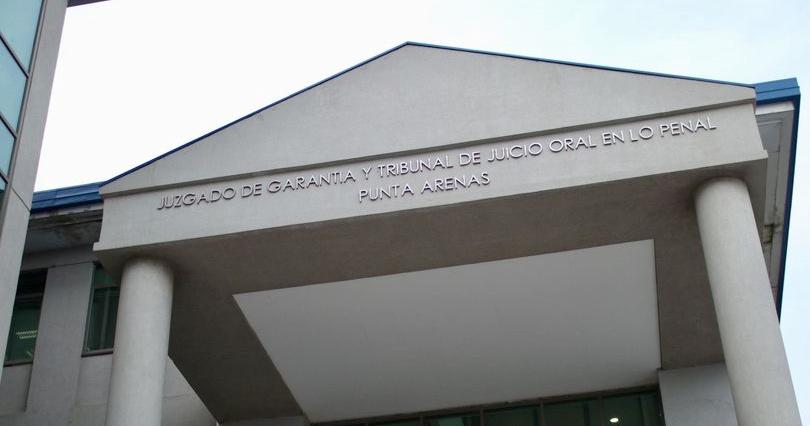 JUZGADO DE GARANTIA Y TRIBUNAL DE JUICIO ORAL EN LO PENAL
PUNTA ARENAS